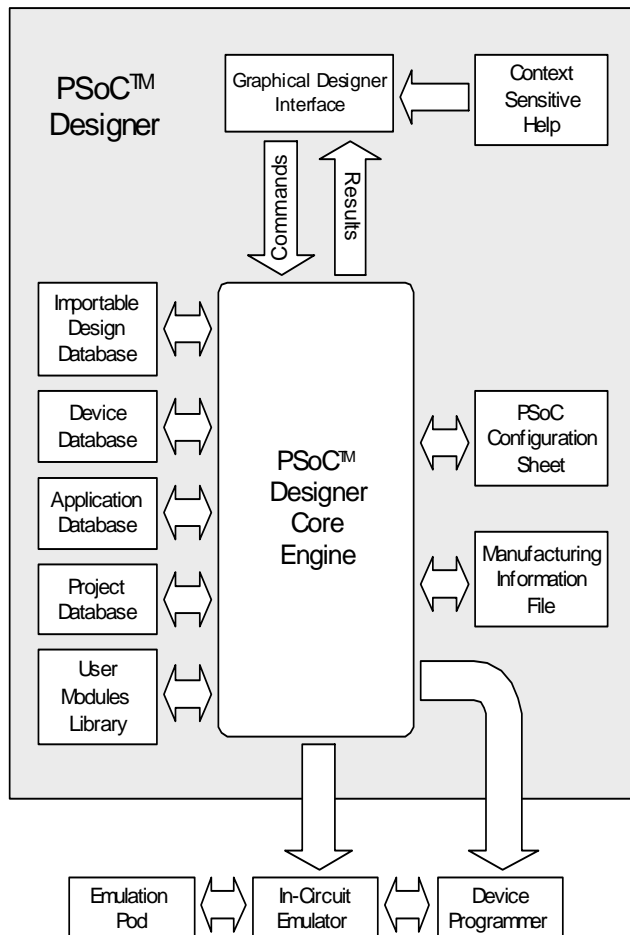 PSoC™
Designer
Graphical Designer
Interface
Context
Sensitive
Help
Commands
Results
Importable
Design
Database
Device
Database
Application
Database
Project
Database
User
Modules
Library
PSoC™
Designer
Core
Engine
PSoC
Configuration
Sheet
Manufacturing
Information
File
Emulation
Pod
In-Circuit
Emulator
Device
Programmer